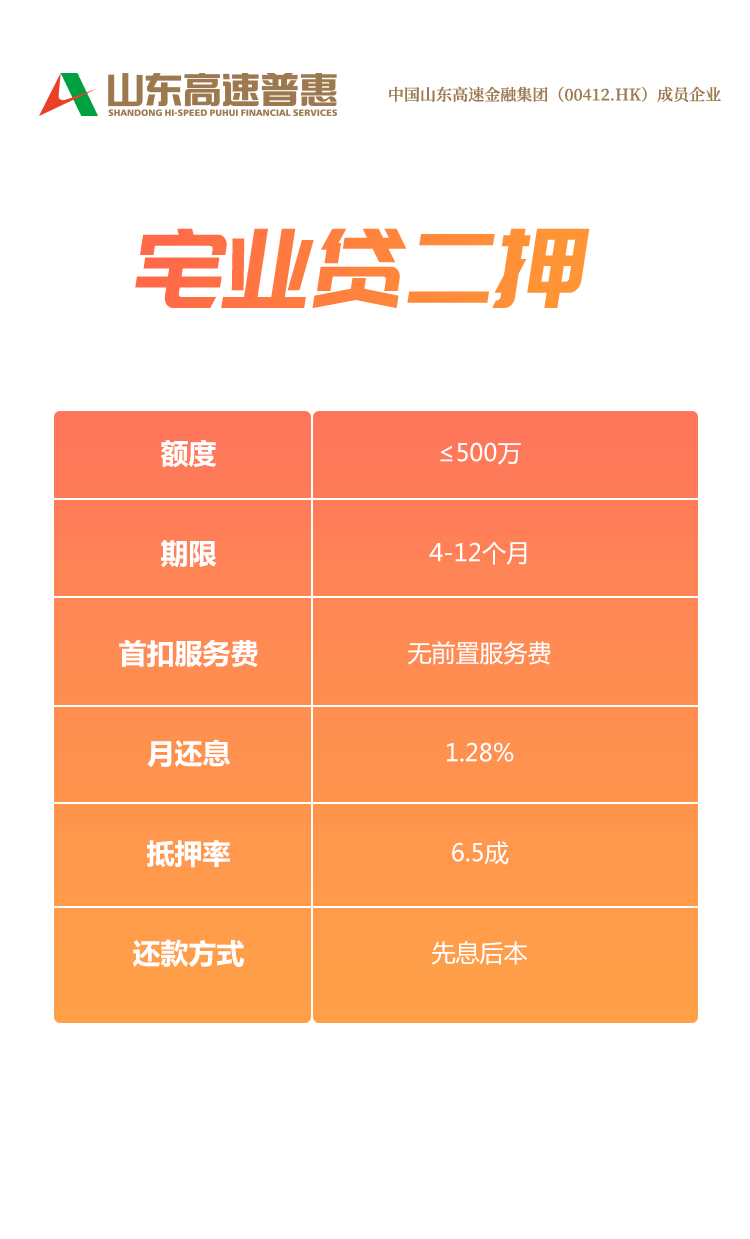 山东高速普惠
SHANDONG HI-SPEED PUHUI FINANCIAL SERVICES
中国山东高速金融集团（00412.HK）成员企业
宅业贷二押
额度 ≤500万
期限 4-12个月
首扣服务费 无前置服务费
月还息 1.28%
抵押率 6.5成
还款方式 先息后本